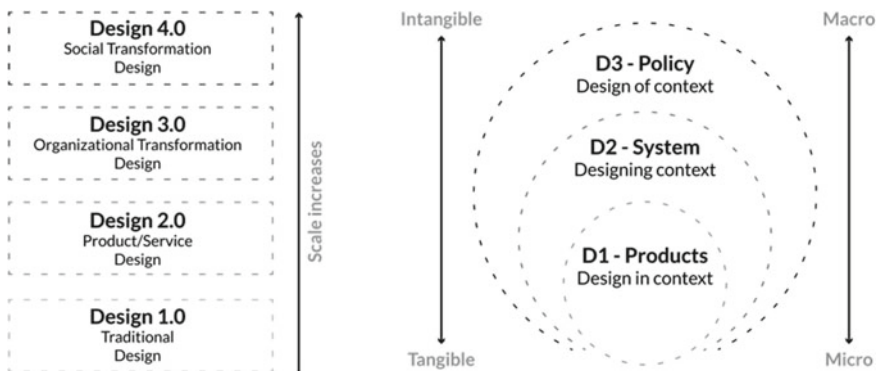 Design 4.0
Social Transformation
Design
Design 3.0
Organizational Transformation
Design
Design 2.0
Product/Service
Design
Design 1.0
Traditional
Design
Scale increases
Intangible
Tangible
D3 - Policy
Design of context
D2 - System
Designing context
D1 - Products
Design in context
Macro
Micro